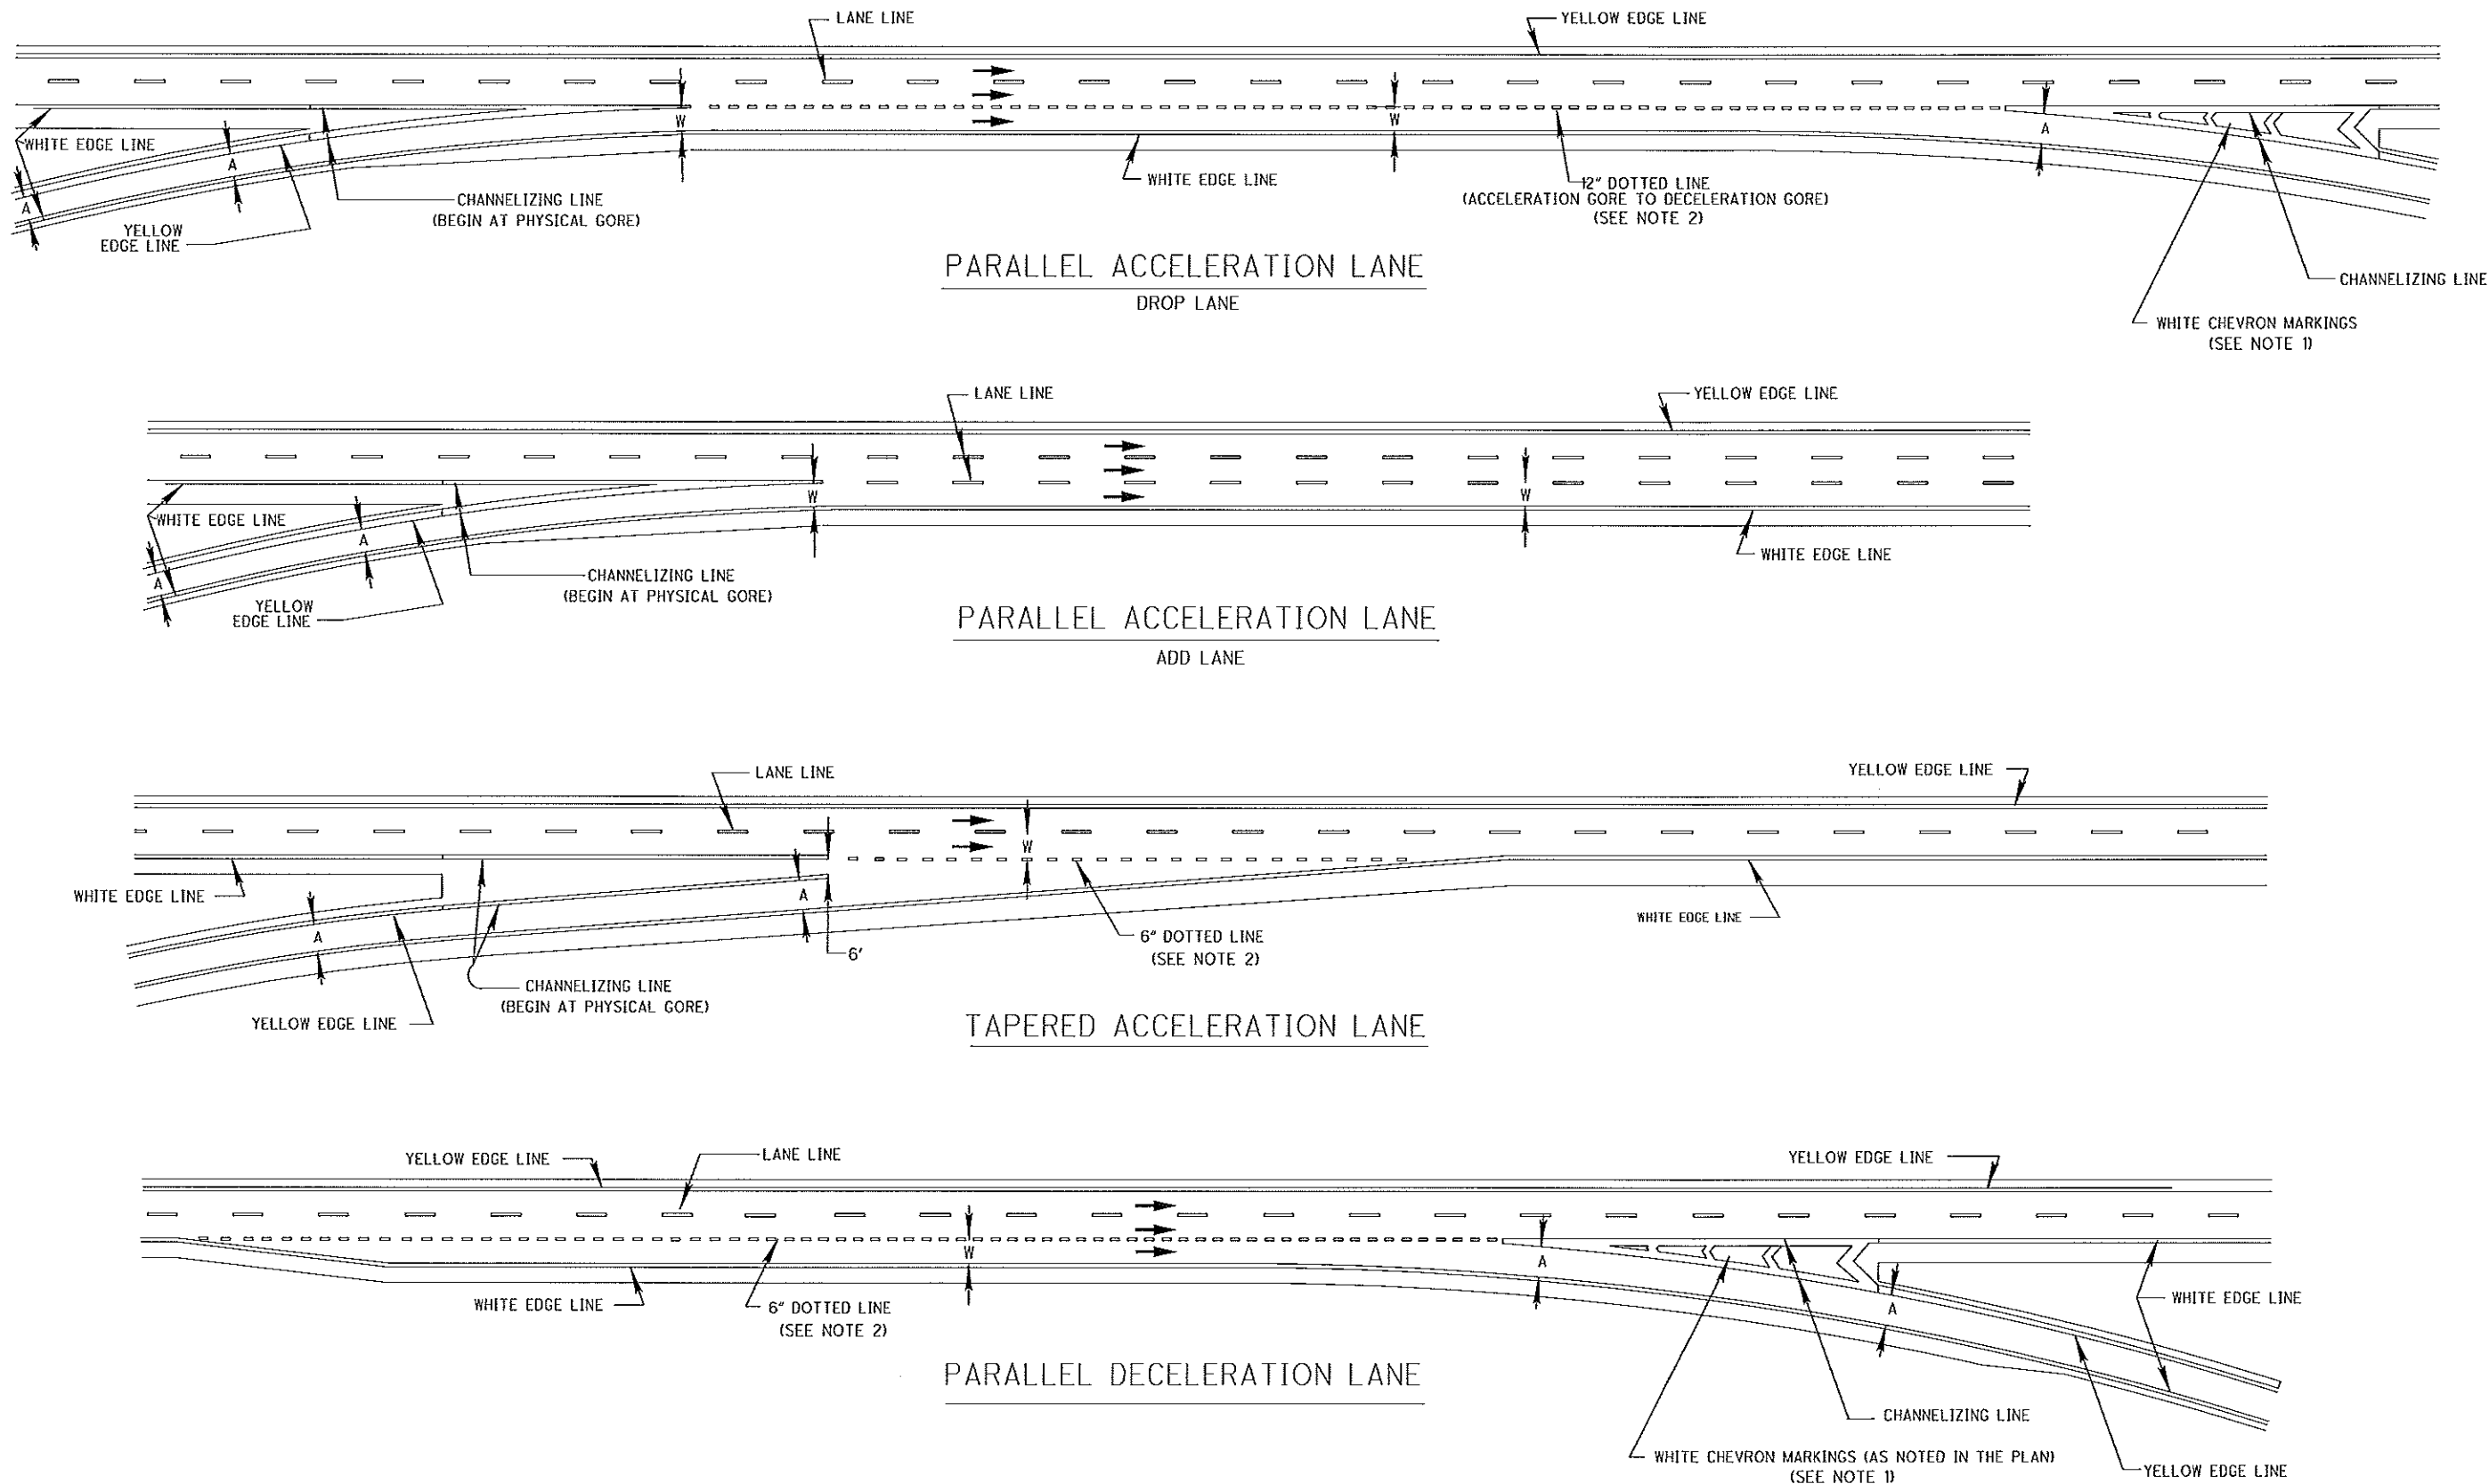 LANE LINE
YELLOW EDGE LINE
W
W
A
WHITE EDGE LINE
A
A
WHITE EDGE LINE
CHANNELIZING LINE
(BEGIN AT PHYSICAL GORE)
YELLOW
EDGE LINE
12" DOTTED LINE
(ACCELERATION GORE TO DECELERATION GORE)
(SEE NOTE 2)
CHANNELIZING LINE
WHITE CHEVRON MARKINGS
(SEE NOTE 1)
PARALLEL ACCELERATION LANE
DROP LANE
LANE LINE
YELLOW EDGE LINE
W
W
WHITE EDGE LINE
A
A
WHITE EDGE LINE
CHANNELIZING LINE
(BEGIN AT PHYSICAL GORE)
YELLOW
EDGE LINE
PARALLEL ACCELERATION LANE
ADD LANE
LANE LINE
YELLOW EDGE LINE
W
WHITE EDGE LINE
A
A
WHITE EDGE LINE
6" DOTTED LINE
(SEE NOTE 2)
6'
CHANNELIZING LINE
(BEGIN AT PHYSICAL GORE)
YELLOW EDGE LINE
TAPERED ACCELERATION LANE
YELLOW EDGE LINE
LANE LINE
YELLOW EDGE LINE
W
A
A
WHITE EDGE LINE
6" DOTTED LINE
(SEE NOTE 2)
WHITE EDGE LINE
PARALLEL DECELERATION LANE
CHANNELIZING LINE
WHITE CHEVRON MARKINGS (AS NOTED IN THE PLAN)
(SEE NOTE 1)
YELLOW EDGE LINE